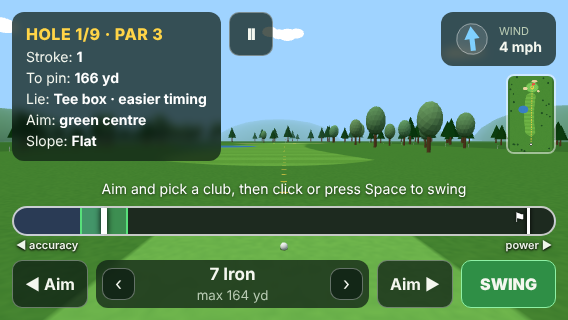 HOLE 1/9 · PAR 3
Stroke: 1
To pin: 166 yd
Lie: Tee box · easier timing
Aim: green centre
Slope: Flat
WIND
4 mph
Aim and pick a club, then click or press Space to swing
◀ accuracy
power ▶
◀ Aim
‹
7 Iron
max 164 yd
›
Aim ▶
SWING